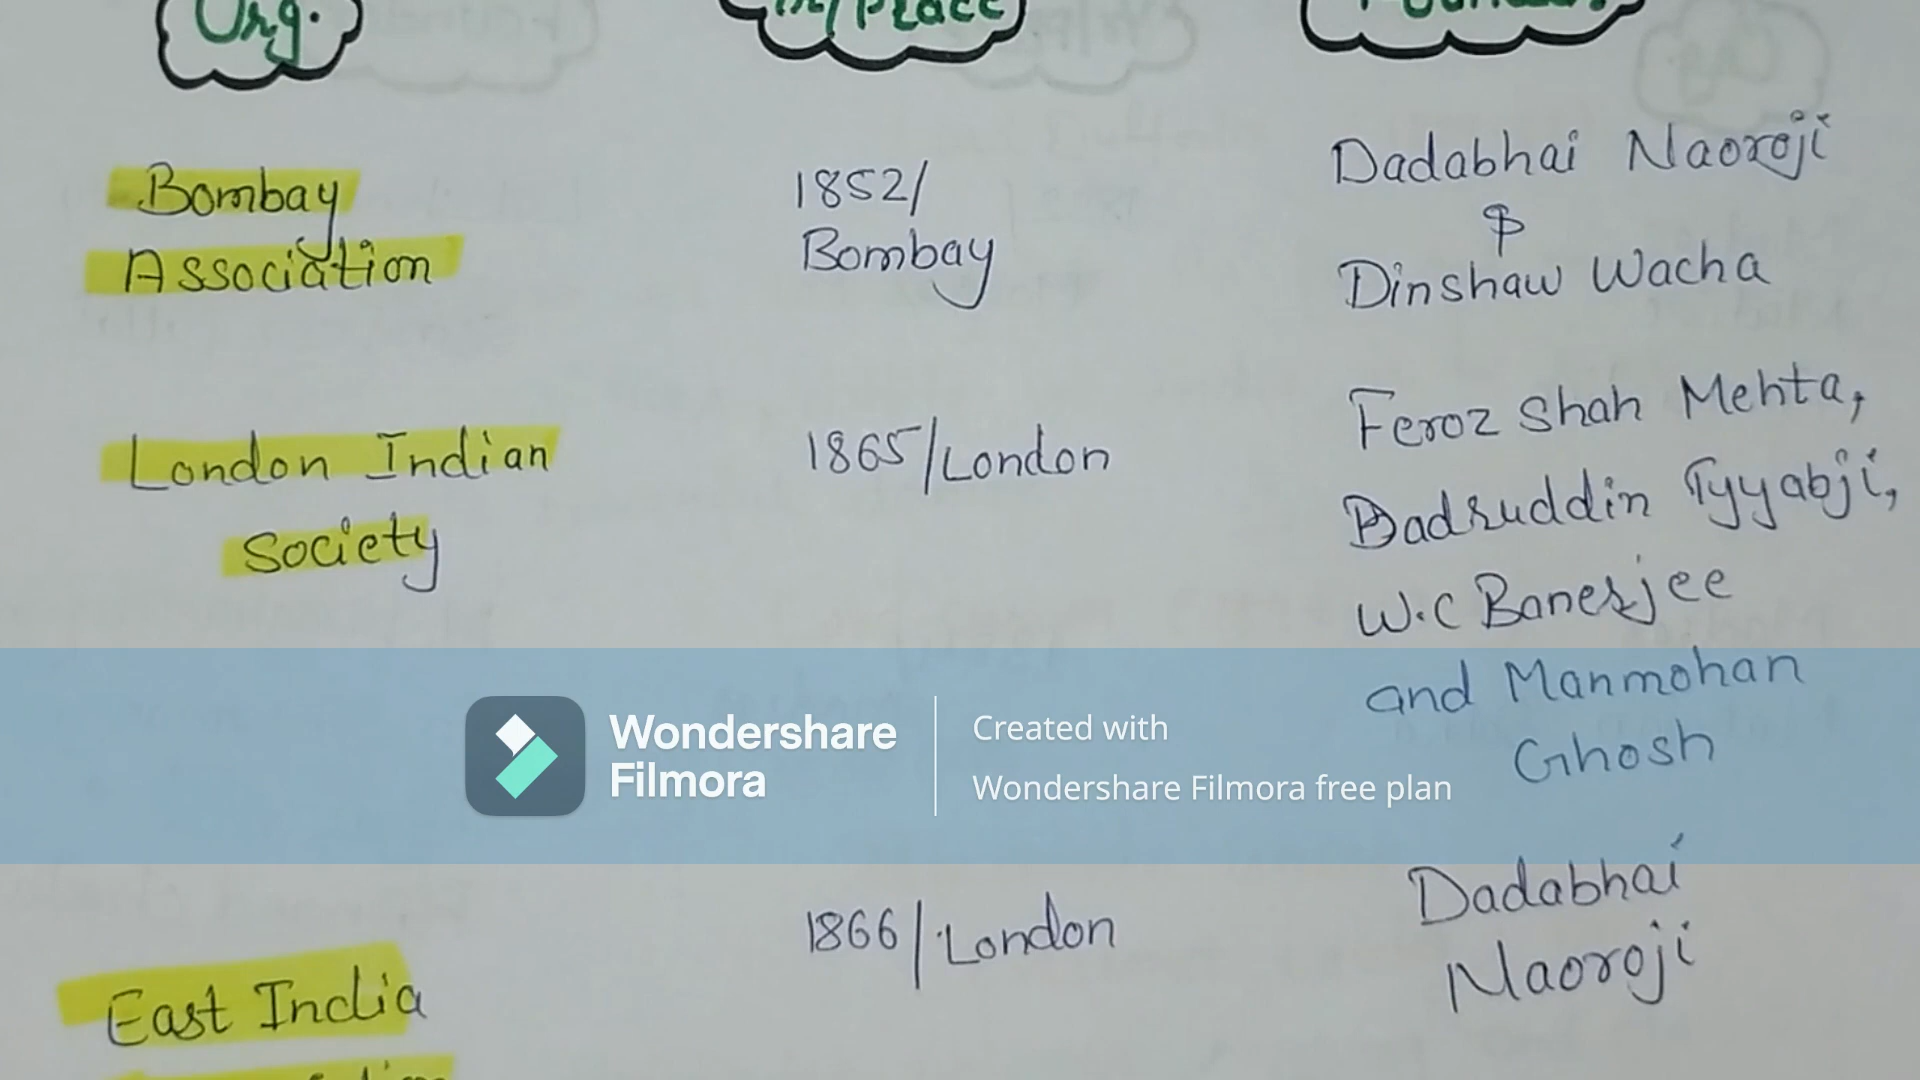 Org.
Yr/Place
Founder
Bombay
Association
1852/
Bombay
Dadabhai Naoroji
&
Dinshaw Wacha
London Indian
Society
1865/London
Feroz Shah Mehta,
Badruddin Tyyabji,
W.C Banerjee
and Manmohan
Ghosh
Wondershare
Filmora
Created with
Wondershare Filmora free plan
East India
1866/London
Dadabhai
Naoroji